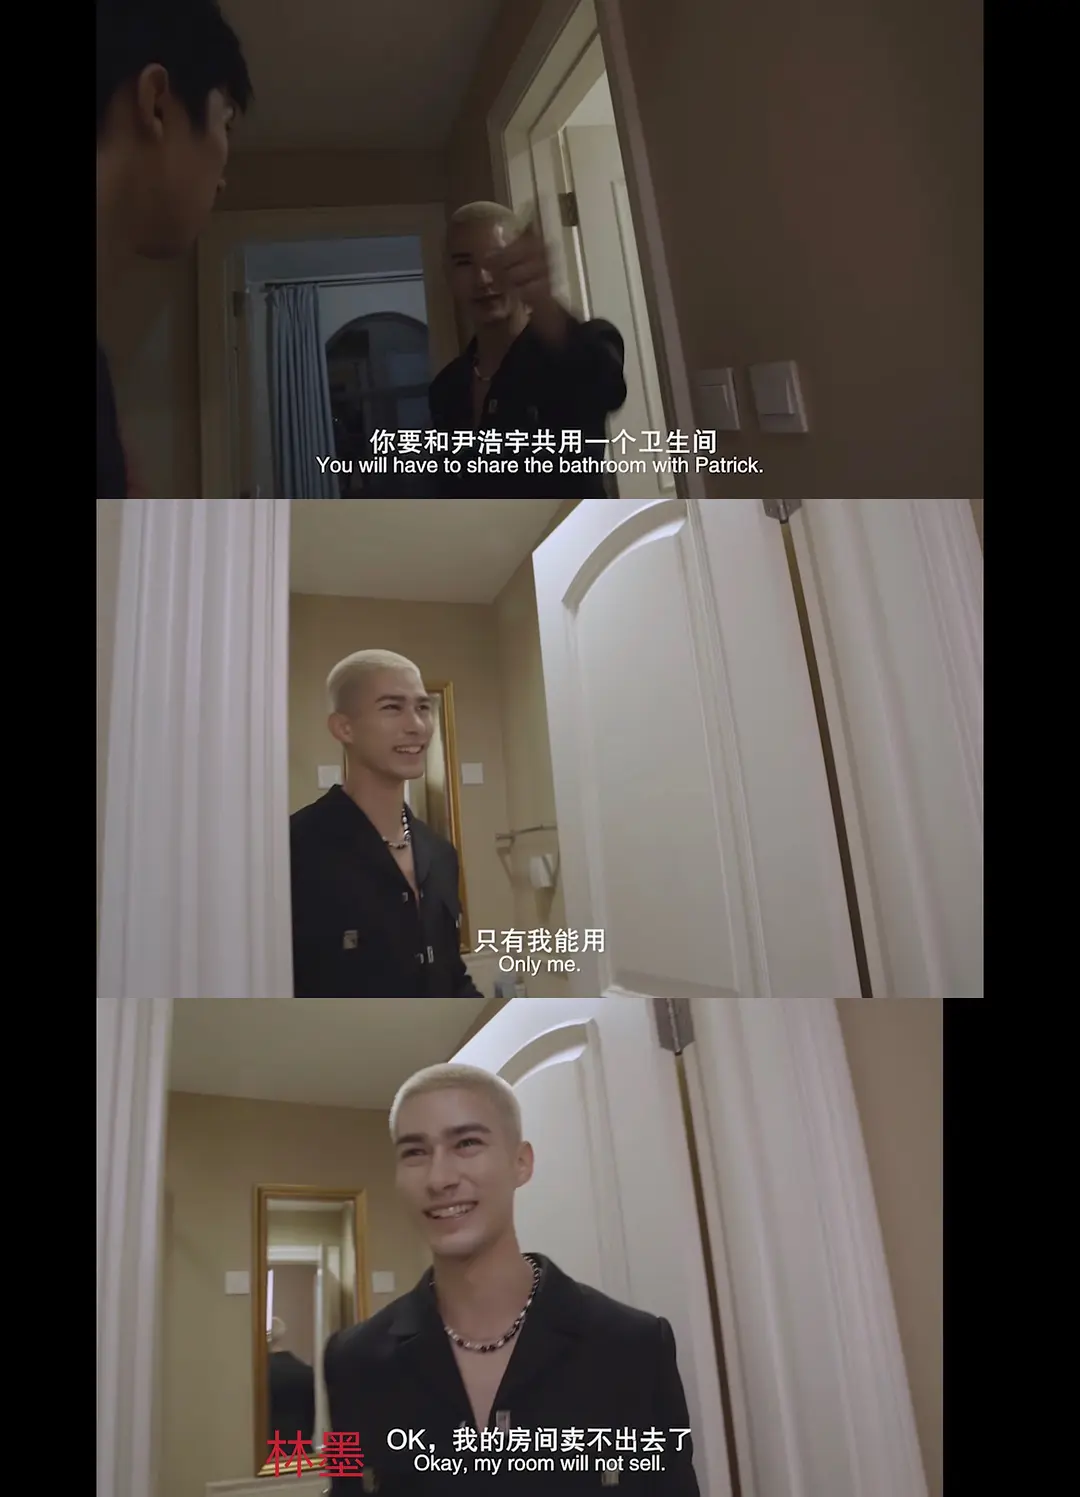 你要和尹浩宇共用一个卫生间
You will have to share the bathroom with Patrick.
只有我能用
Only me.
林墨
OK，我的房间卖不出去了
Okay, my room will not sell.